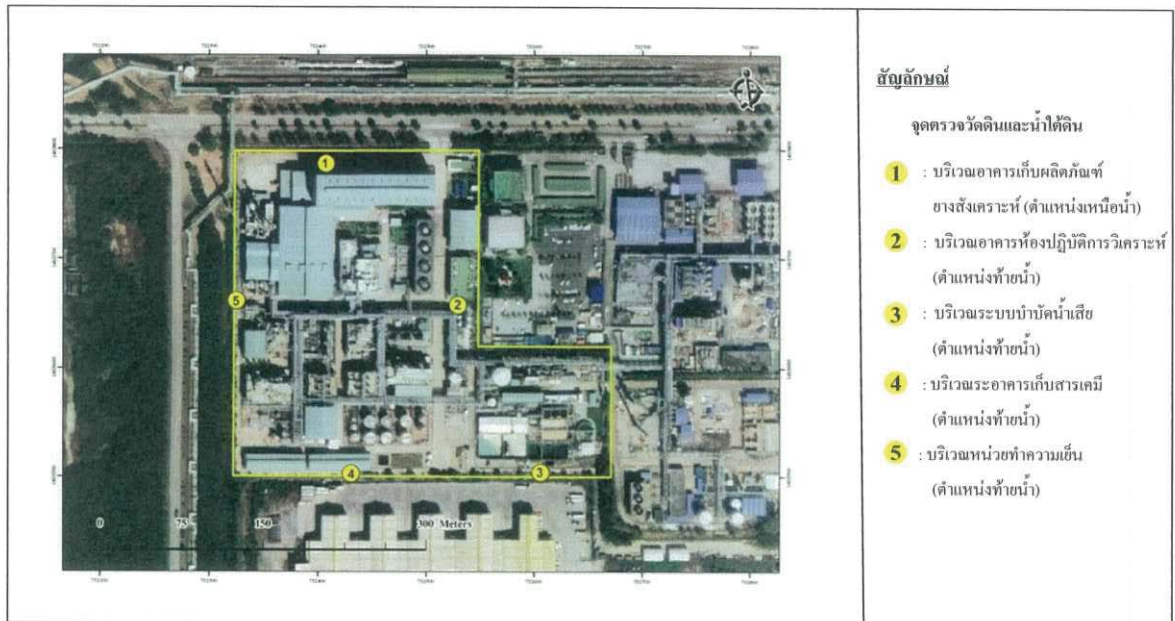 สัญลักษณ์
จุดตรวจวัดดินและน้ำใต้ดิน
1 : บริเวณอาคารเก็บผลิตภัณฑ์
ยางสังเคราะห์ (ตำแหน่งเหนือน้ำ)
2 : บริเวณอาคารห้องปฏิบัติการวิเคราะห์
(ตำแหน่งท้ายน้ำ)
3 : บริเวณระบบบำบัดน้ำเสีย
(ตำแหน่งท้ายน้ำ)
4 : บริเวณระอาคารเก็บสารเคมี
(ตำแหน่งท้ายน้ำ)
5 : บริเวณหน่วยทำความเย็น
(ตำแหน่งท้ายน้ำ)
1
2
5
4
3
0 75 150 300 Meters